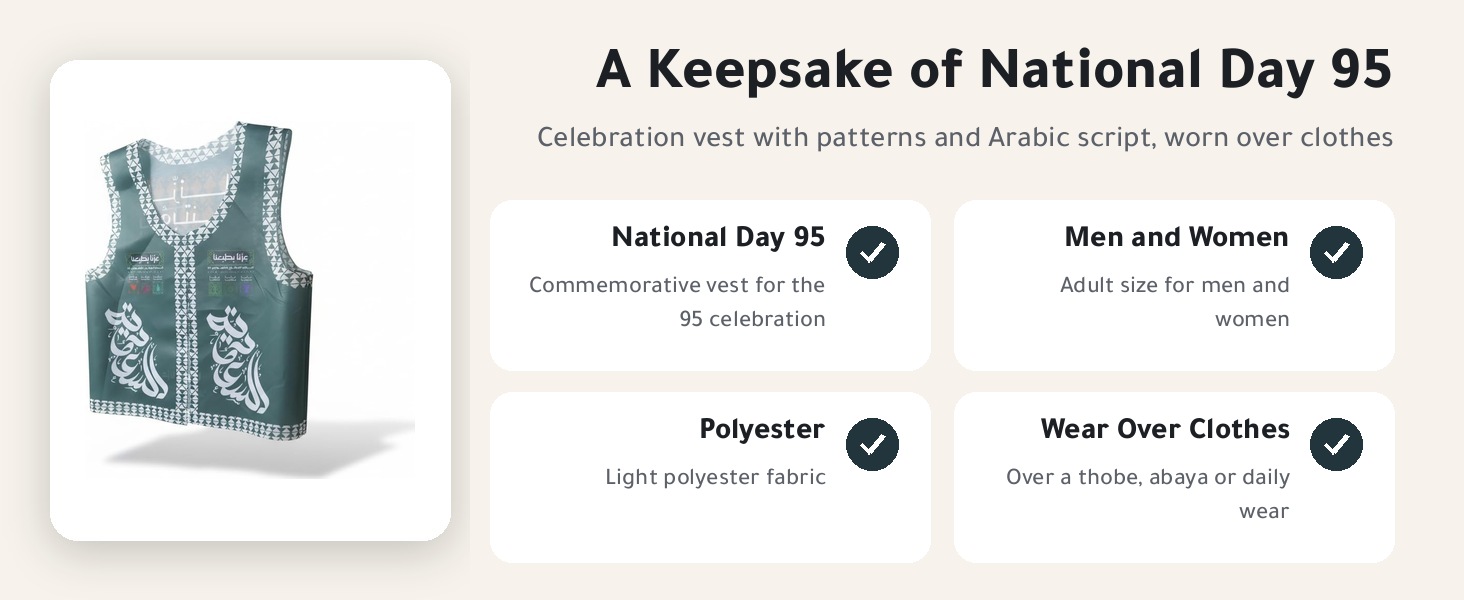 A Keepsake of National Day 95
Celebration vest with patterns and Arabic script, worn over clothes
National Day 95
Commemorative vest for the
95 celebration
Men and Women
Adult size for men and
women
Polyester
Light polyester fabric
Wear Over Clothes
Over a thobe, abaya or daily
wear
عزنا بطبعنا
عزنا بطبعنا
السعودية
السعودية